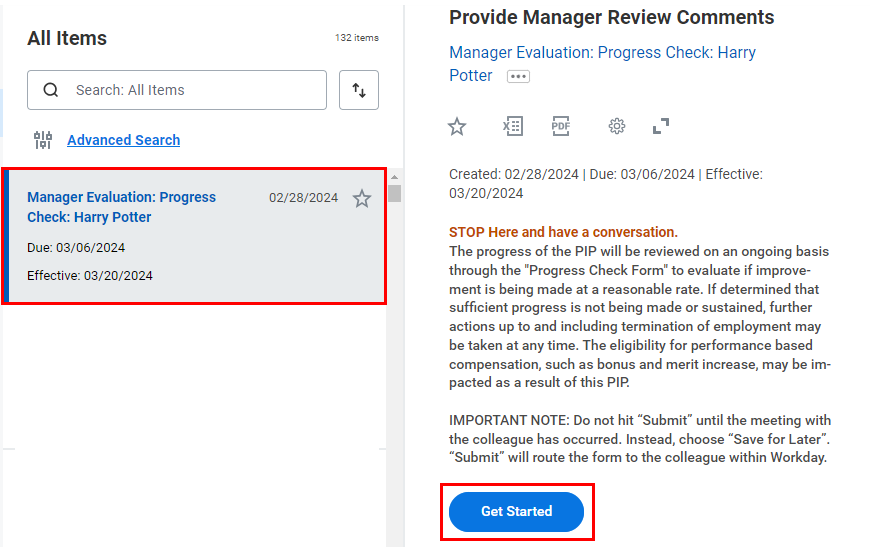 All Items
132 items
Search: All Items
Advanced Search
Manager Evaluation: Progress
Check: Harry Potter
02/28/2024
Due: 03/06/2024
Effective: 03/20/2024
Provide Manager Review Comments
Manager Evaluation: Progress Check: Harry
Potter
X
PDF
Created: 02/28/2024 | Due: 03/06/2024 | Effective:
03/20/2024
STOP Here and have a conversation.
The progress of the PIP will be reviewed on an ongoing basis
through the "Progress Check Form" to evaluate if improve-
ment is being made at a reasonable rate. If determined that
sufficient progress is not being made or sustained, further
actions up to and including termination of employment may
be taken at any time. The eligibility for performance based
compensation, such as bonus and merit increase, may be im-
pacted as a result of this PIP.
IMPORTANT NOTE: Do not hit “Submit” until the meeting with
the colleague has occurred. Instead, choose “Save for Later”.
“Submit” will route the form to the colleague within Workday.
Get Started